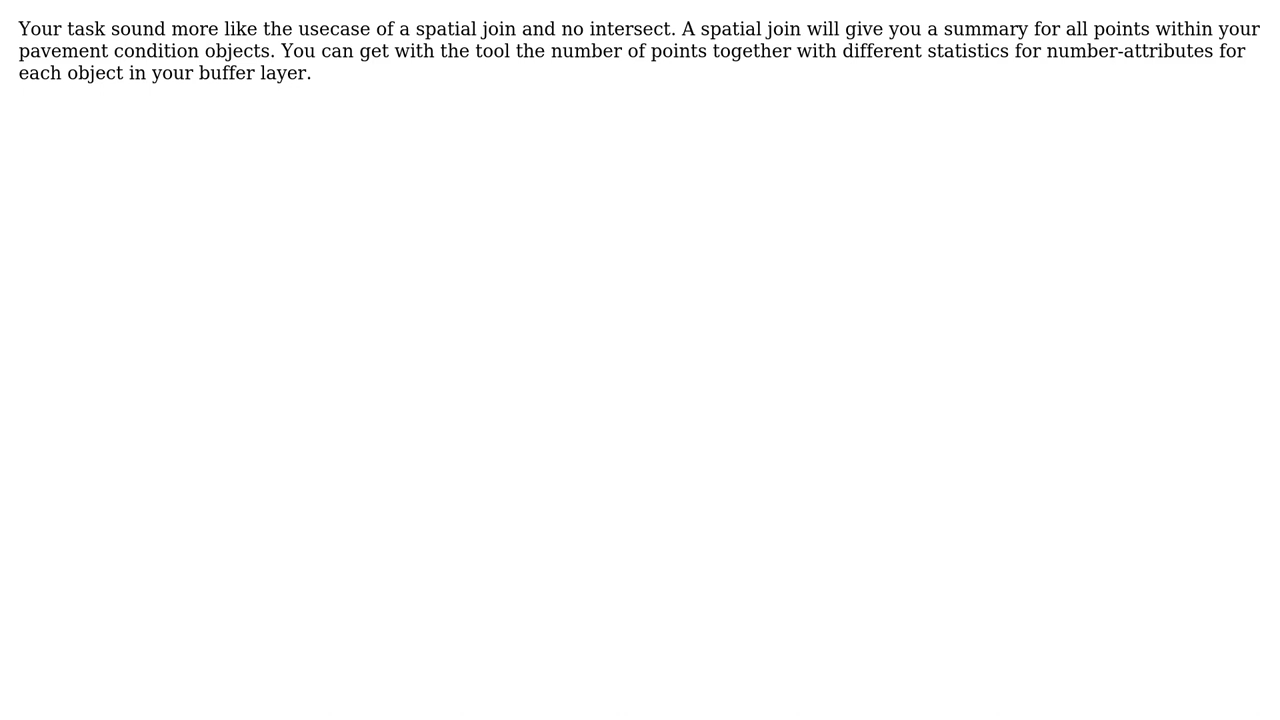 Your task sound more like the usecase of a spatial join and no intersect. A spatial join will give you a summary for all points within your
pavement condition objects. You can get with the tool the number of points together with different statistics for number-attributes for
each object in your buffer layer.